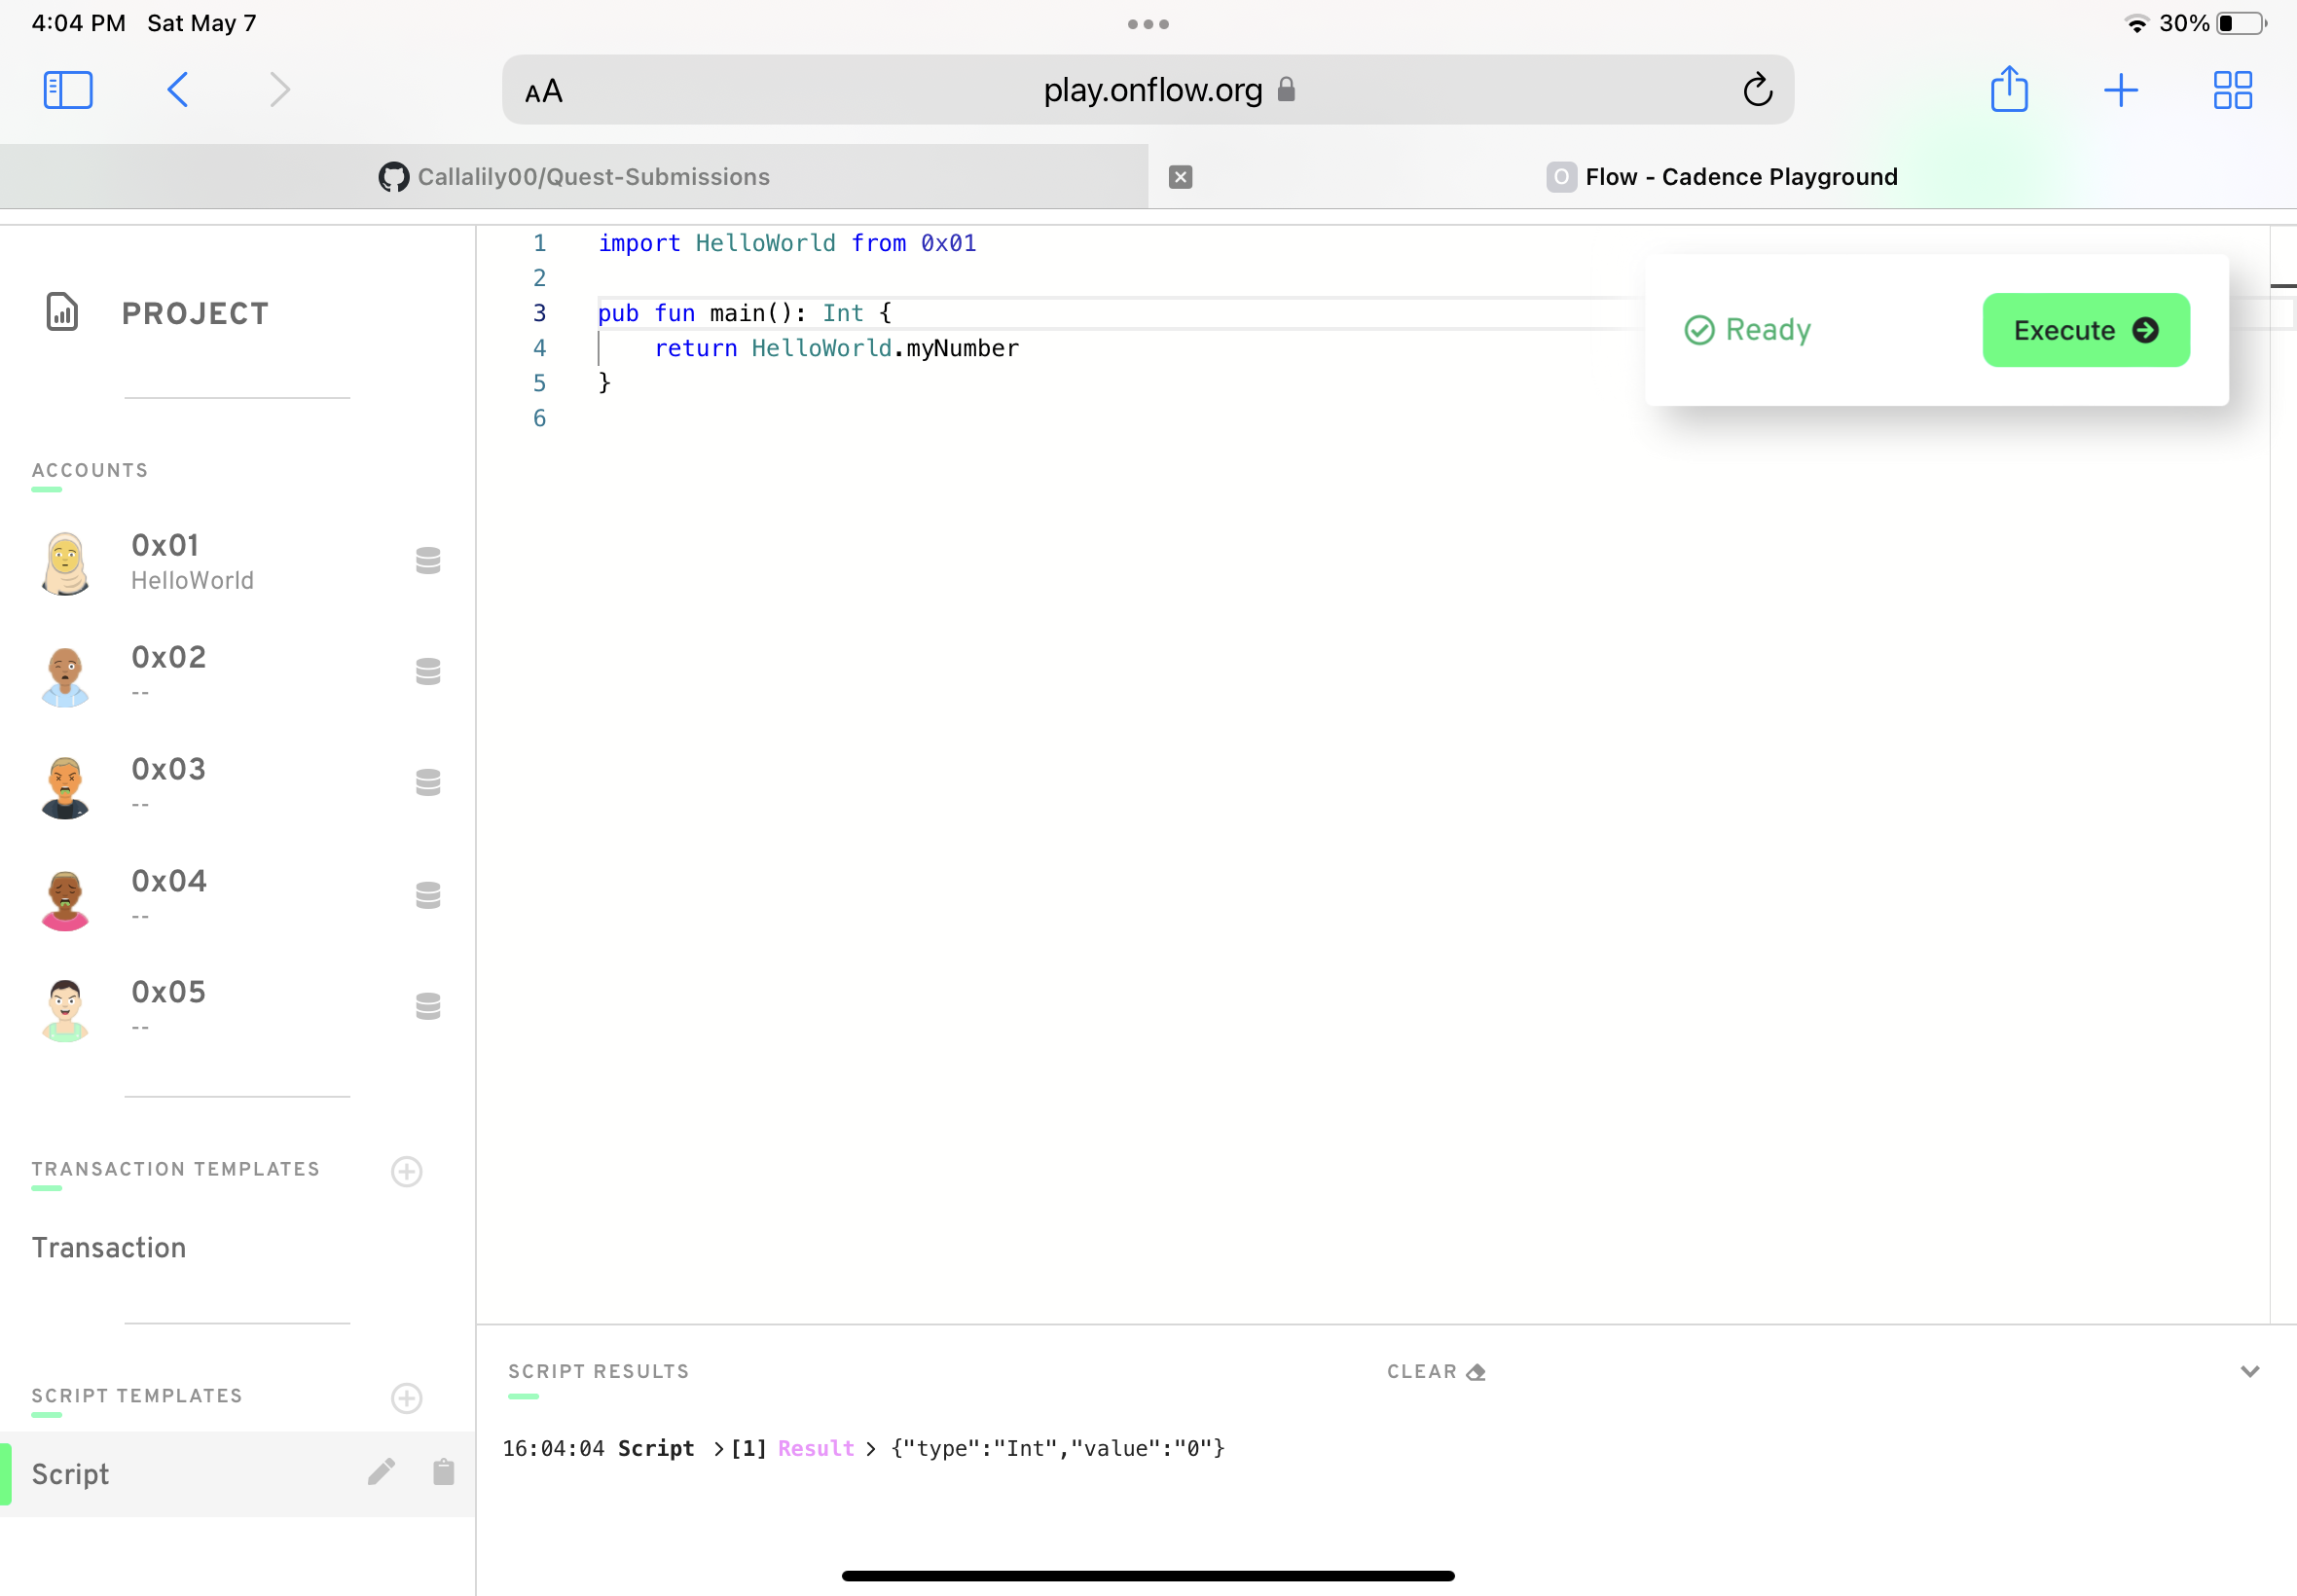 4:04 PM Sat May 7
30%
AA
play.onflow.org
Callalily00/Quest-Submissions
O Flow - Cadence Playground
PROJECT
ACCOUNTS
0x01
HelloWorld
0x02
--
0x03
--
0x04
--
0x05
--
TRANSACTION TEMPLATES
Transaction
SCRIPT TEMPLATES
Script
1 import HelloWorld from 0x01
2
3 pub fun main(): Int {
4 return HelloWorld.myNumber
5 }
6
Ready
Execute
SCRIPT RESULTS
CLEAR
16:04:04 Script >[1] Result > {"type":"Int","value":"0"}